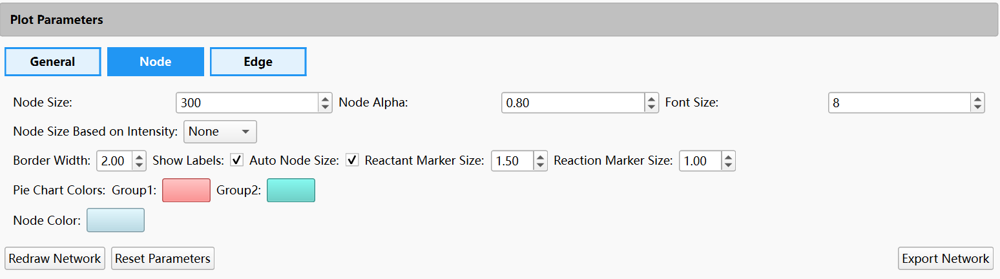 Plot Parameters
General Node Edge
Node Size: 300 Node Alpha: 0.80 Font Size: 8
Node Size Based on Intensity: None
Border Width: 2.00 Show Labels: Auto Node Size: Reactant Marker Size: 1.50 Reaction Marker Size: 1.00
Pie Chart Colors: Group1: Group2:
Node Color:
Redraw Network Reset Parameters Export Network